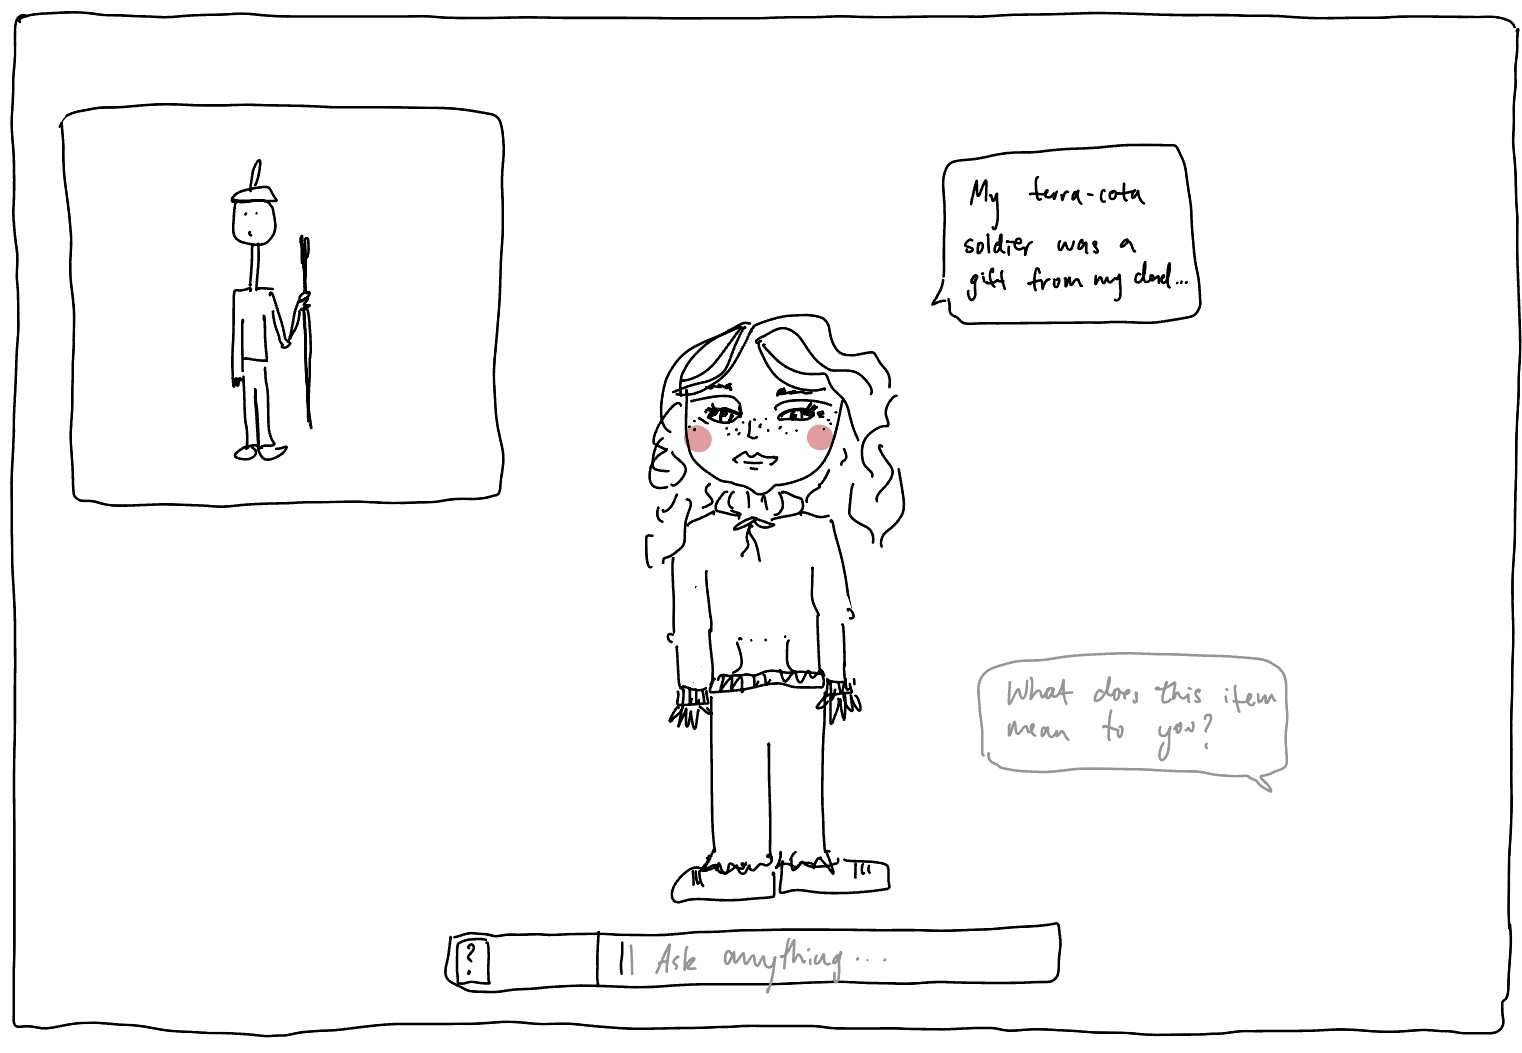 My terra-cota
soldier was a
gift from my dad...
What does this item
mean to you?
?
Ask anything...